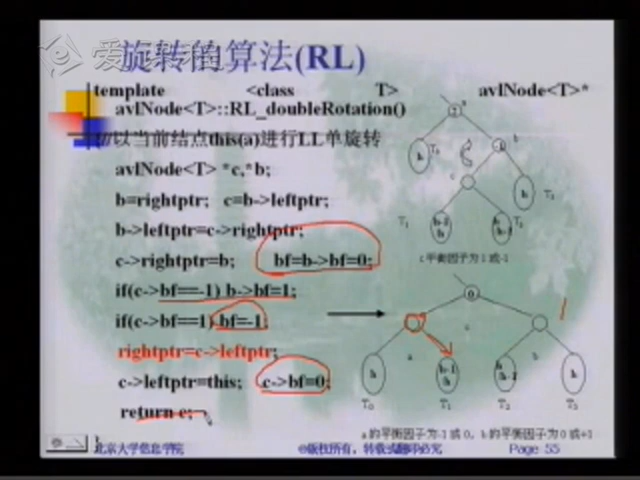 旋转的算法(RL)
template <class T> avlNode<T>*
avlNode<T>::RL_doubleRotation()
{//以当前结点this(a)进行LL单旋转
avlNode<T> *c,*b;
b=rightptr; c=b->leftptr;
b->leftptr=c->rightptr;
c->rightptr=b; bf=b->bf=0;
if(c->bf==-1) b->bf=1;
if(c->bf==1) bf=-1;
rightptr=c->leftptr;
c->leftptr=this; c->bf=0;
return c;
c平衡因子为1或-1
a的平衡因子为-1或0，b的平衡因子为0或+1
北京大学信息学院 ©版权所有，转载或翻印必究 Page 55